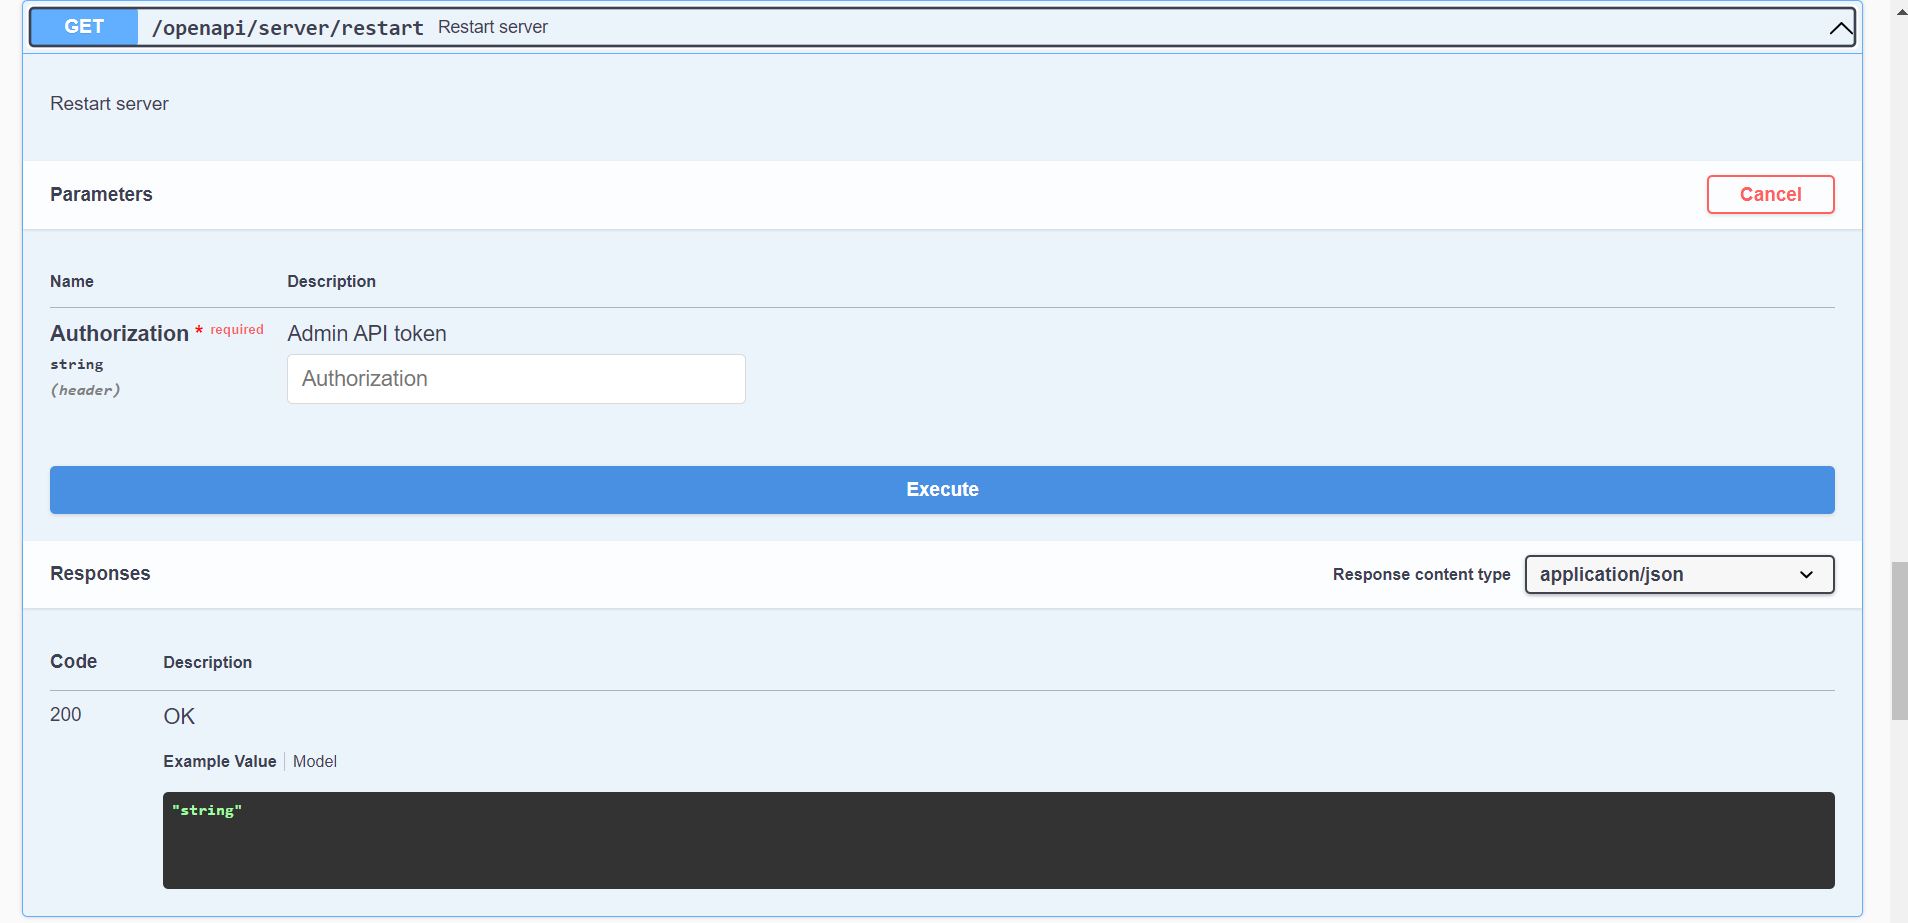 GET /openapi/server/restart Restart server
Restart server
Parameters Cancel
Name Description
Authorization * required Admin API token
string Authorization
(header)
Execute
Responses Response content type application/json
Code Description
200 OK
Example Value Model
"string"